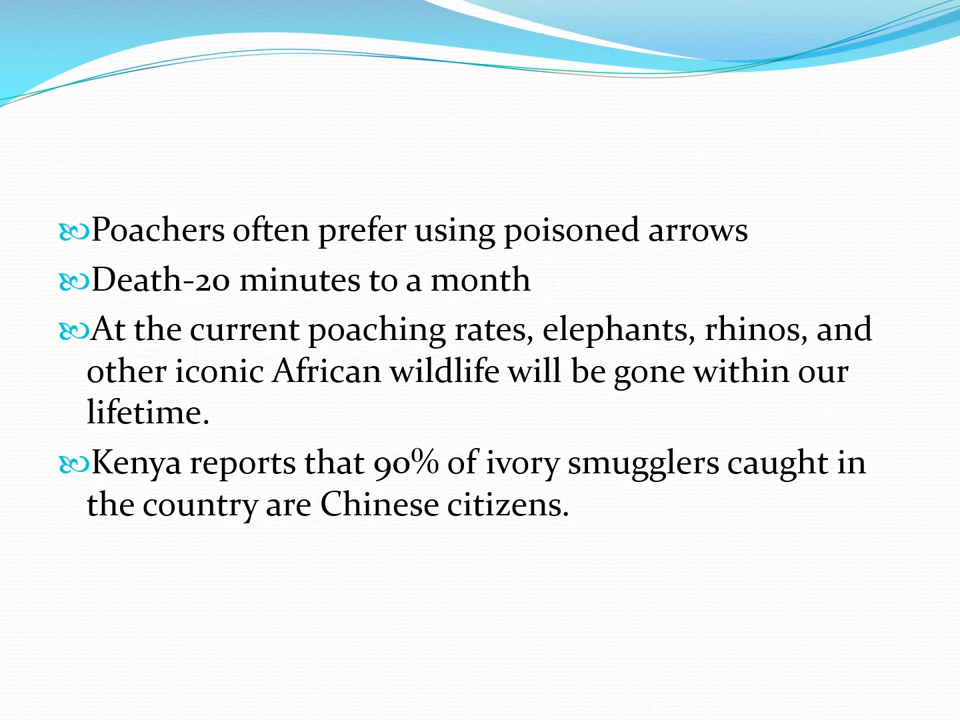 Poachers often prefer using poisoned arrows
Death-20 minutes to a month
At the current poaching rates, elephants, rhinos, and
other iconic African wildlife will be gone within our
lifetime.
Kenya reports that 90% of ivory smugglers caught in
the country are Chinese citizens.